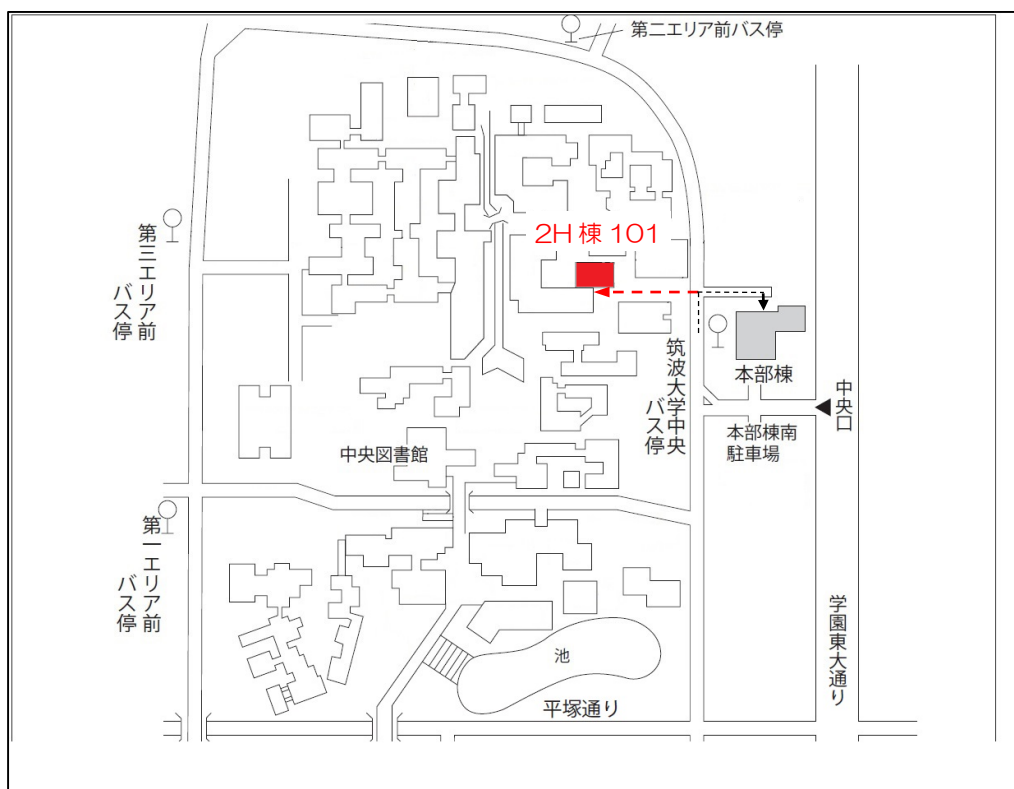 第二エリア前バス停
第三エリア前
バス停
2H 棟 101
筑波大学中央
バス停
本部棟
中央口
本部棟南
駐車場
中央図書館
第一エリア前
バス停
学園東大通り
池
平塚通り